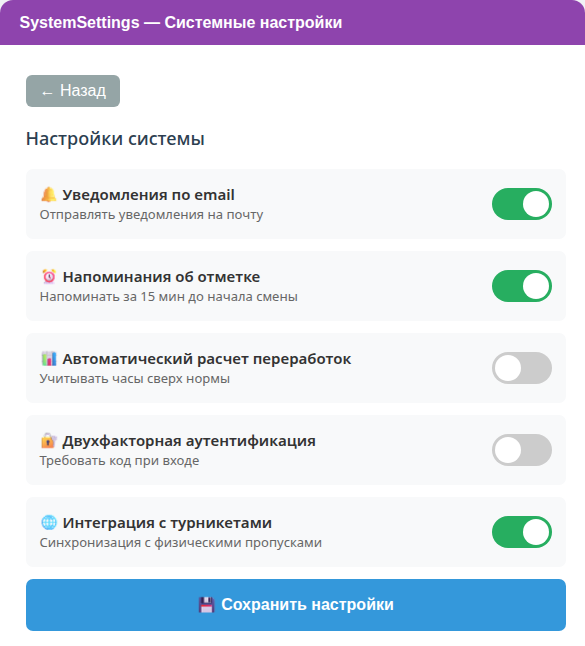 SystemSettings — Системные настройки
← Назад
Настройки системы
🔔 Уведомления по email
Отправлять уведомления на почту
⏰ Напоминания об отметке
Напоминать за 15 мин до начала смены
📊 Автоматический расчет переработок
Учитывать часы сверх нормы
🔐 Двухфакторная аутентификация
Требовать код при входе
🌐 Интеграция с турникетами
Синхронизация с физическими пропусками
💾 Сохранить настройки